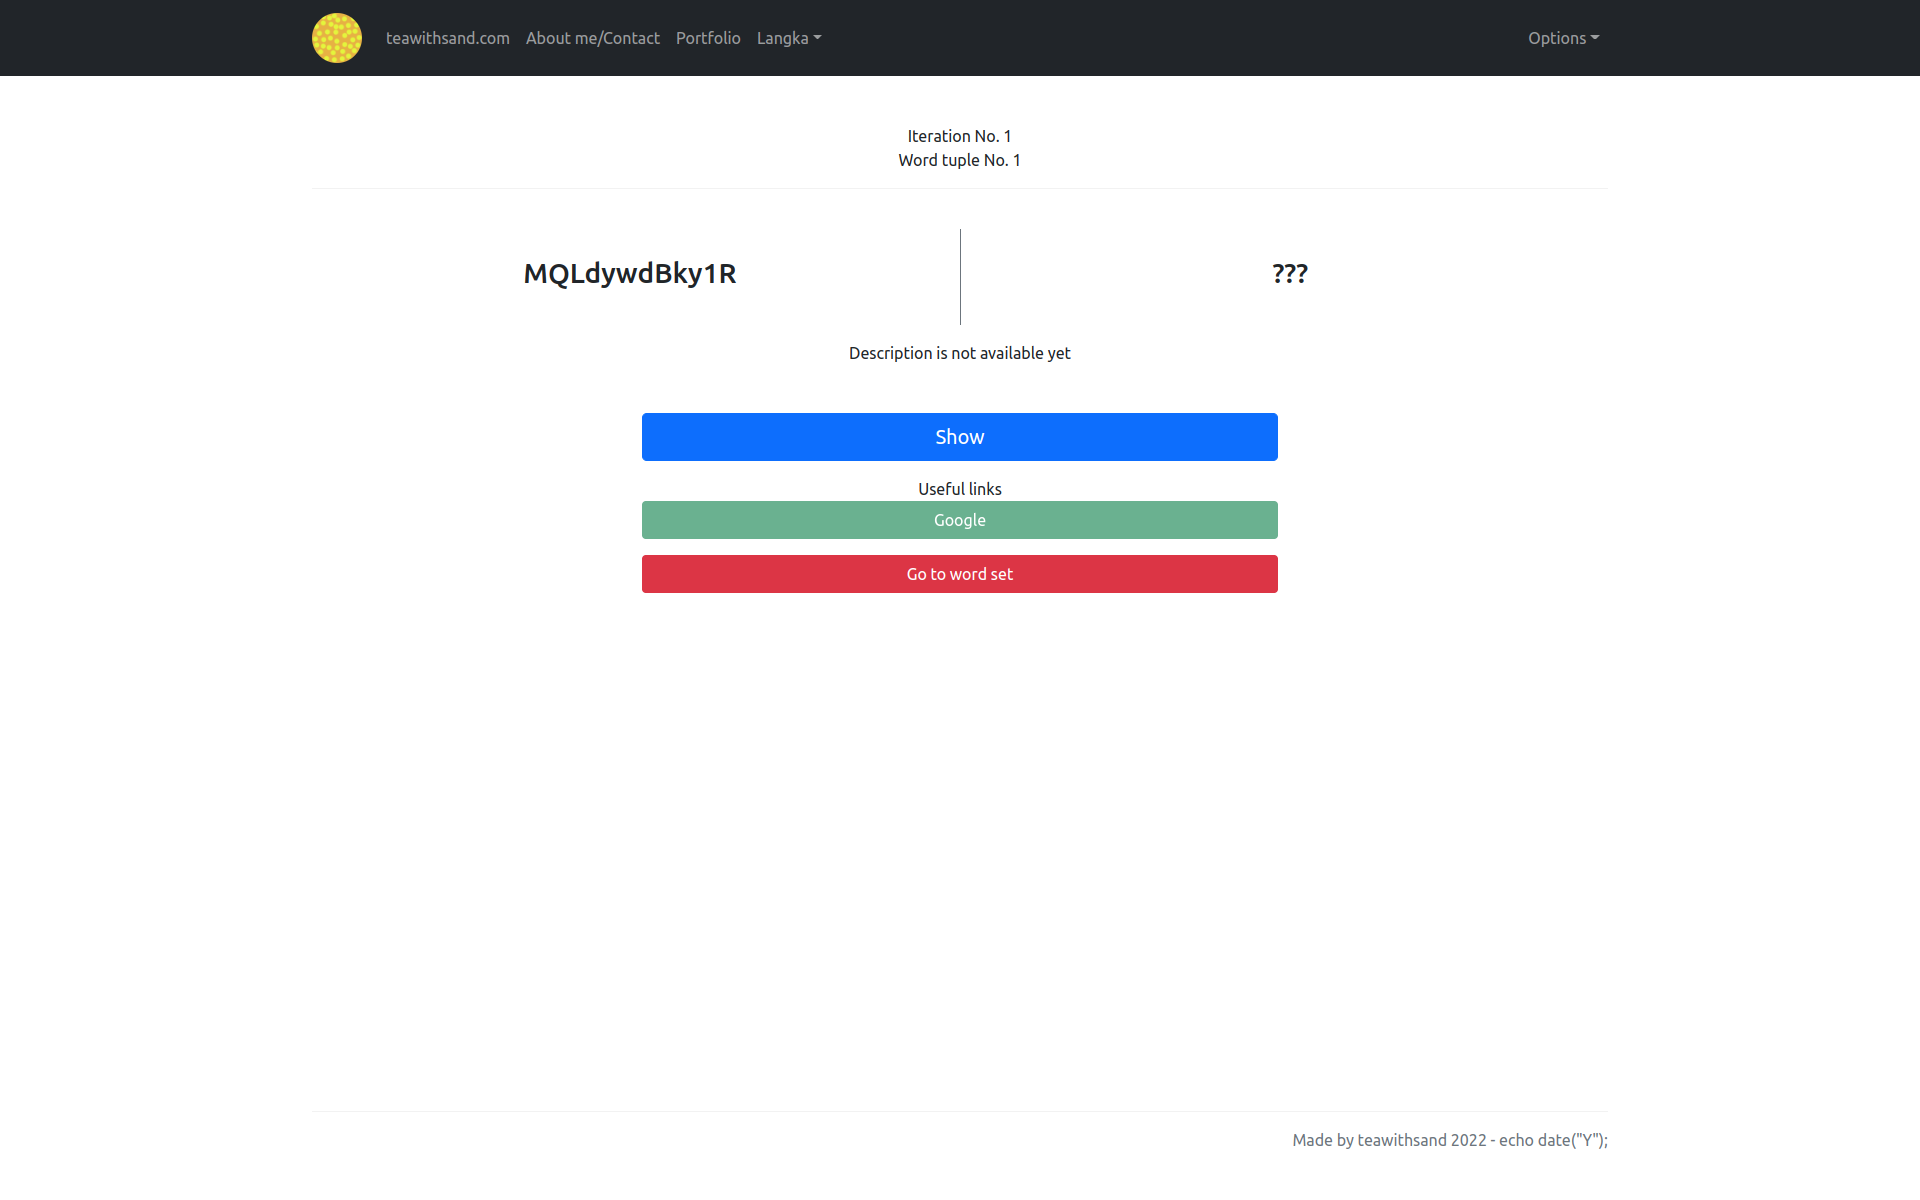 teawithsand.com About me/Contact Portfolio Langka Options
Iteration No. 1
Word tuple No. 1
MQLdywdBky1R ???
Description is not available yet
Show
Useful links
Google
Go to word set
Made by teawithsand 2022 - echo date("Y");